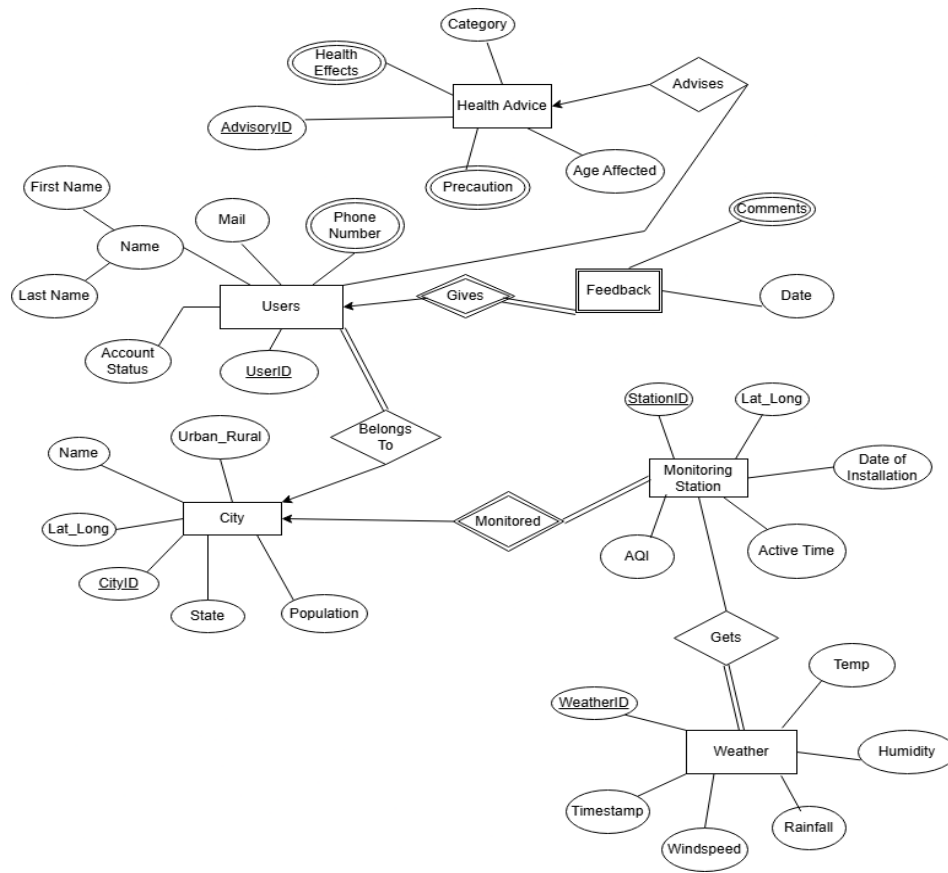 Category
Health
Effects
Advises
Health Advice
AdvisoryID
Age Affected
Precaution
First Name
Mail
Phone
Number
Comments
Name
Last Name
Users
Gives
Feedback
Date
Account
Status
UserID
StationID
Lat_Long
Belongs
To
Urban_Rural
Name
Monitoring
Station
Date of
Installation
City
Lat_Long
Monitored
AQI
Active Time
CityID
State
Population
Gets
Temp
WeatherID
Weather
Humidity
Timestamp
Windspeed
Rainfall